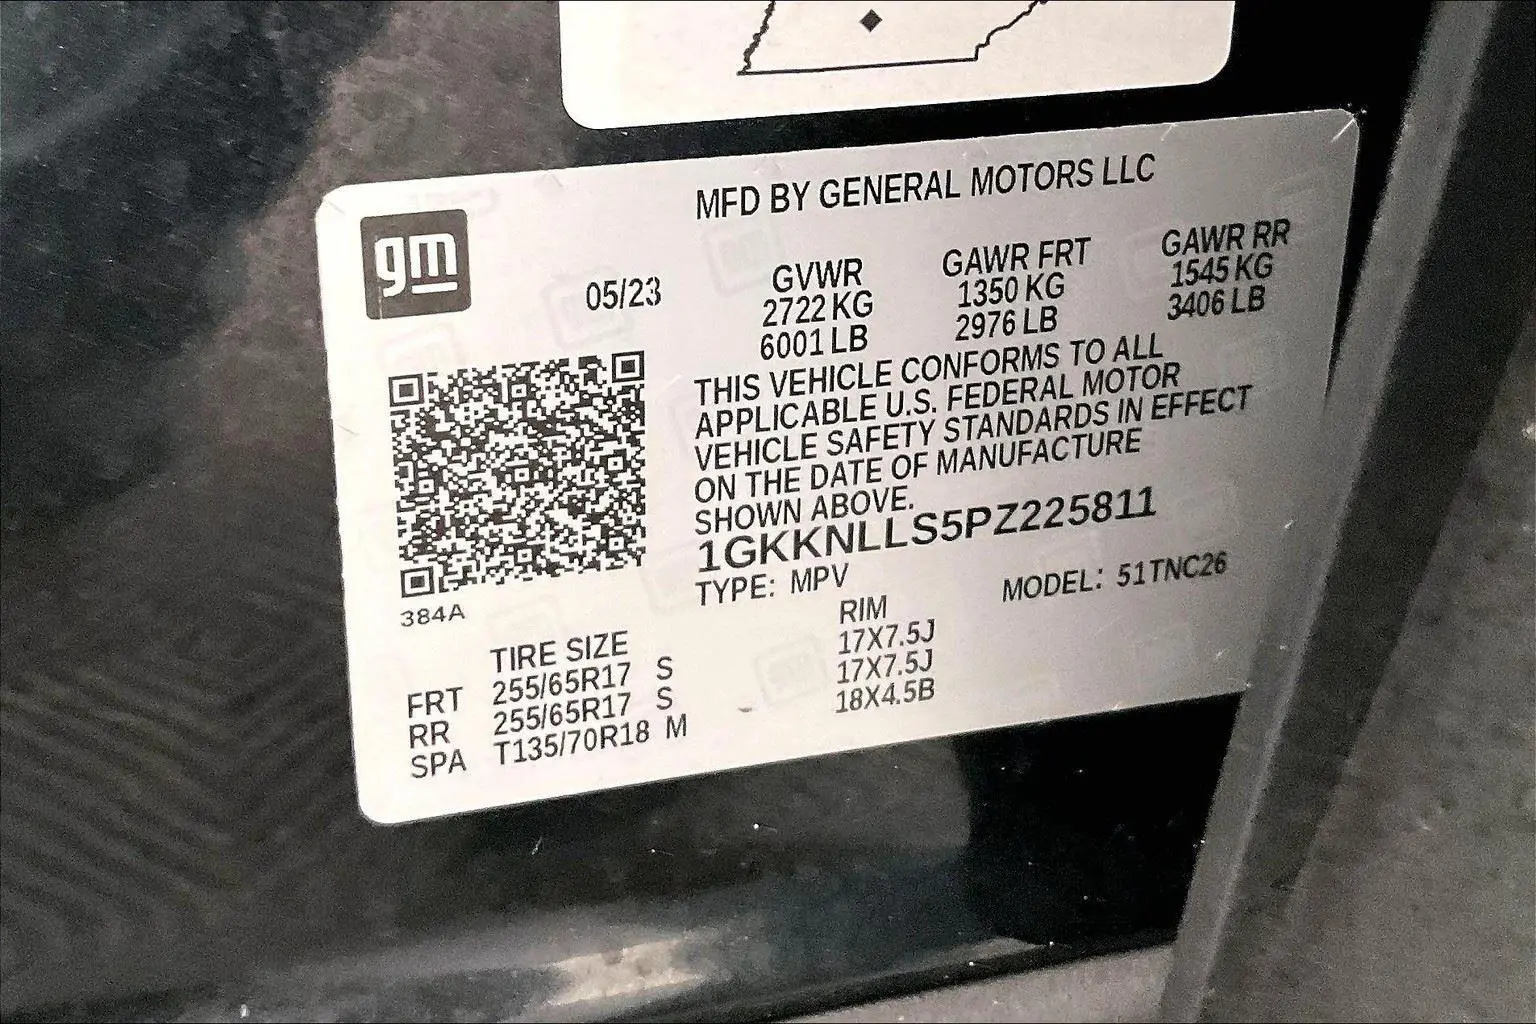 MFD BY GENERAL MOTORS LLC
gm
05/23
GVWR GAWR FRT GAWR RR
2722 KG 1350 KG 1545 KG
6001 LB 2976 LB 3406 LB
THIS VEHICLE CONFORMS TO ALL
APPLICABLE U.S. FEDERAL MOTOR
VEHICLE SAFETY STANDARDS IN EFFECT
ON THE DATE OF MANUFACTURE
SHOWN ABOVE.
1GKKNLLS5PZ225811
TYPE: MPV MODEL: 51TNC26
384A
TIRE SIZE RIM
FRT 255/65R17 S 17X7.5J
RR 255/65R17 S 17X7.5J
SPA T135/70R18 M 18X4.5B